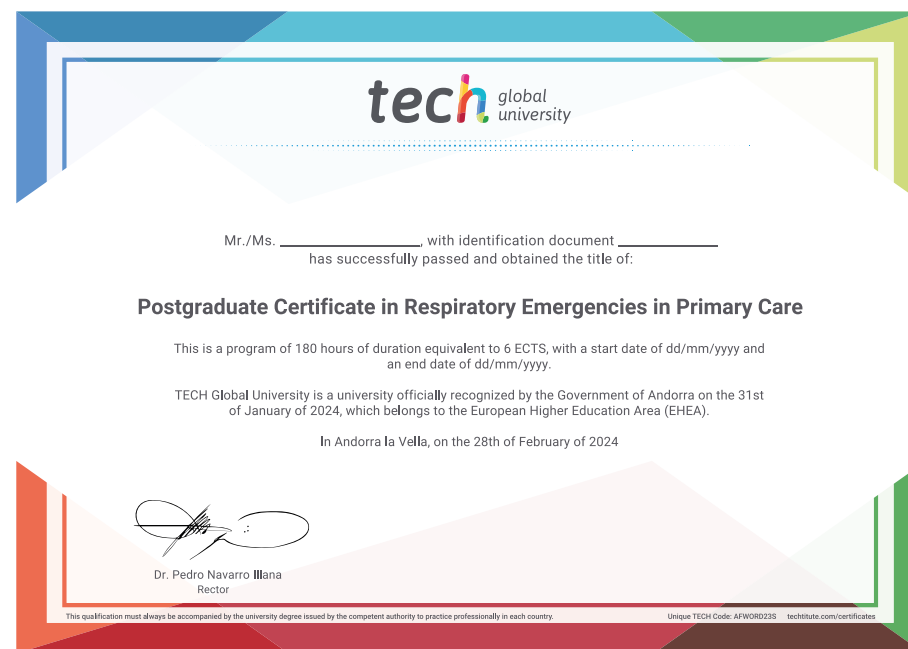 tech global university
Mr./Ms. ____________, with identification document ____________
has successfully passed and obtained the title of:
Postgraduate Certificate in Respiratory Emergencies in Primary Care
This is a program of 180 hours of duration equivalent to 6 ECTS, with a start date of dd/mm/yyyy and
an end date of dd/mm/yyyy.
TECH Global University is a university officially recognized by the Government of Andorra on the 31st
of January of 2024, which belongs to the European Higher Education Area (EHEA).
In Andorra la Vella, on the 28th of February of 2024
Dr. Pedro Navarro Illana
Rector
This qualification must always be accompanied by the university degree issued by the competent authority to practice professionally in each country.
Unique TECH Code: AFWORD23S techtitute.com/certificates